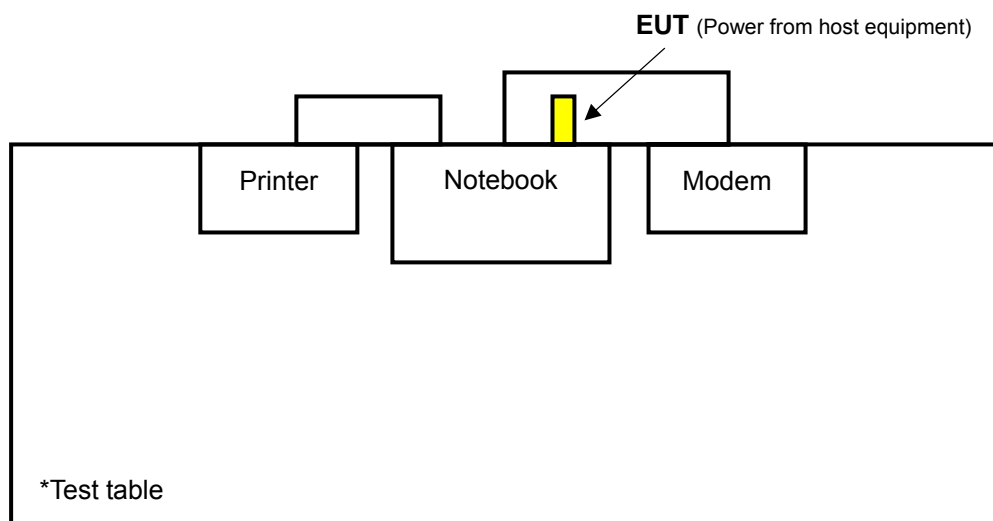 EUT (Power from host equipment)
Printer
Notebook
Modem
*Test table